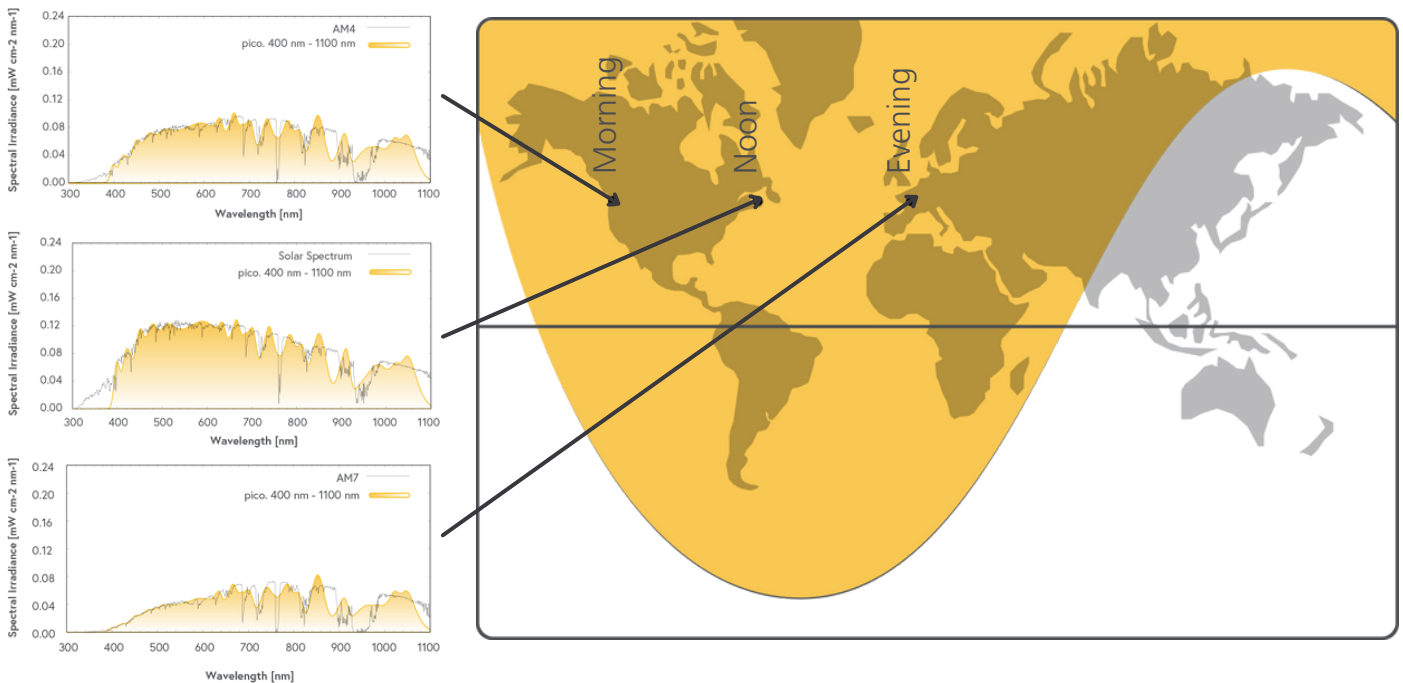 Spectral Irradiance [mW cm-2 nm-1]
0.24
0.20
0.16
0.12
0.08
0.04
0.00
AM4
pico. 400 nm - 1100 nm
300 400 500 600 700 800 900 1000 1100
Wavelength [nm]
Spectral Irradiance [mW cm-2 nm-1]
0.24
0.20
0.16
0.12
0.08
0.04
0.00
Solar Spectrum
pico. 400 nm - 1100 nm
300 400 500 600 700 800 900 1000 1100
Wavelength [nm]
Spectral Irradiance [mW cm-2 nm-1]
0.24
0.20
0.16
0.12
0.08
0.04
0.00
AM7
pico. 400 nm - 1100 nm
300 400 500 600 700 800 900 1000 1100
Wavelength [nm]
Morning
Noon
Evening